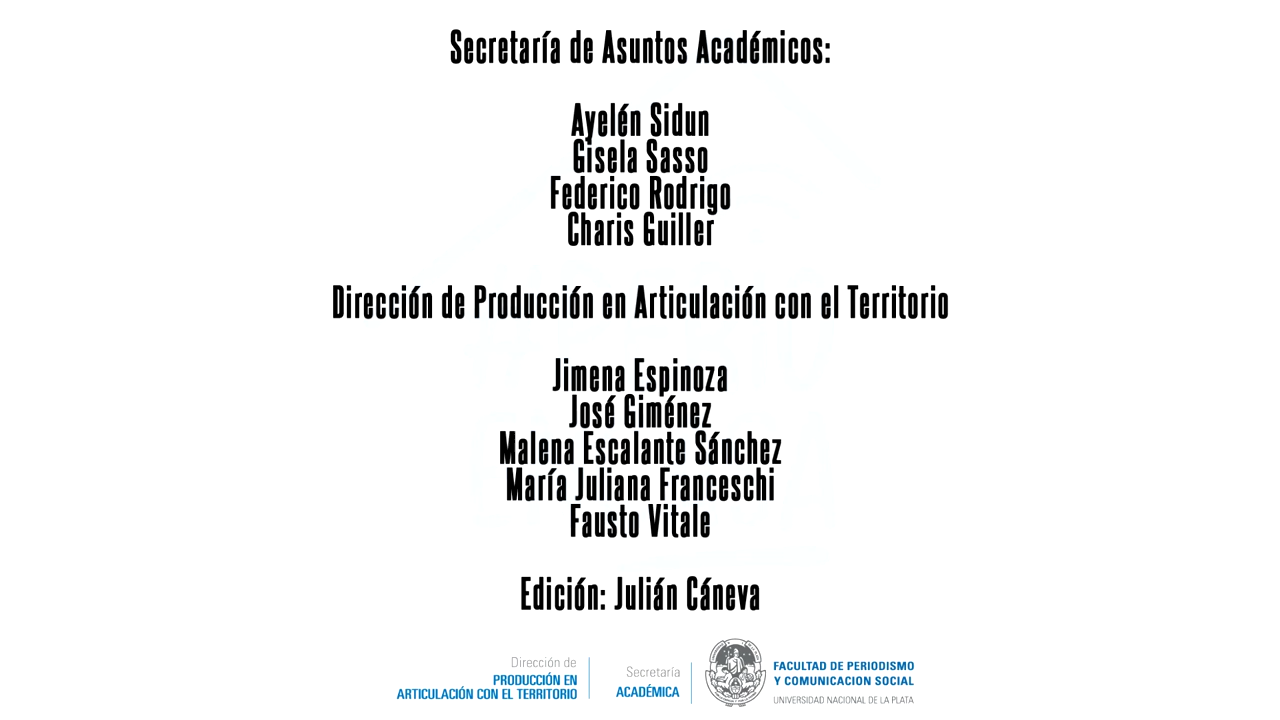 Secretaría de Asuntos Académicos:
Ayelén Sidun
Gisela Sasso
Federico Rodrigo
Charis Guiller
Dirección de Producción en Articulación con el Territorio
Jimena Espinoza
José Giménez
Malena Escalante Sánchez
María Juliana Franceschi
Fausto Vitale
Edición: Julián Cáneva
Dirección de
PRODUCCIÓN EN
ARTICULACIÓN CON EL TERRITORIO
Secretaría
ACADÉMICA
FACULTAD DE PERIODISMO
Y COMUNICACION SOCIAL
UNIVERSIDAD NACIONAL DE LA PLATA